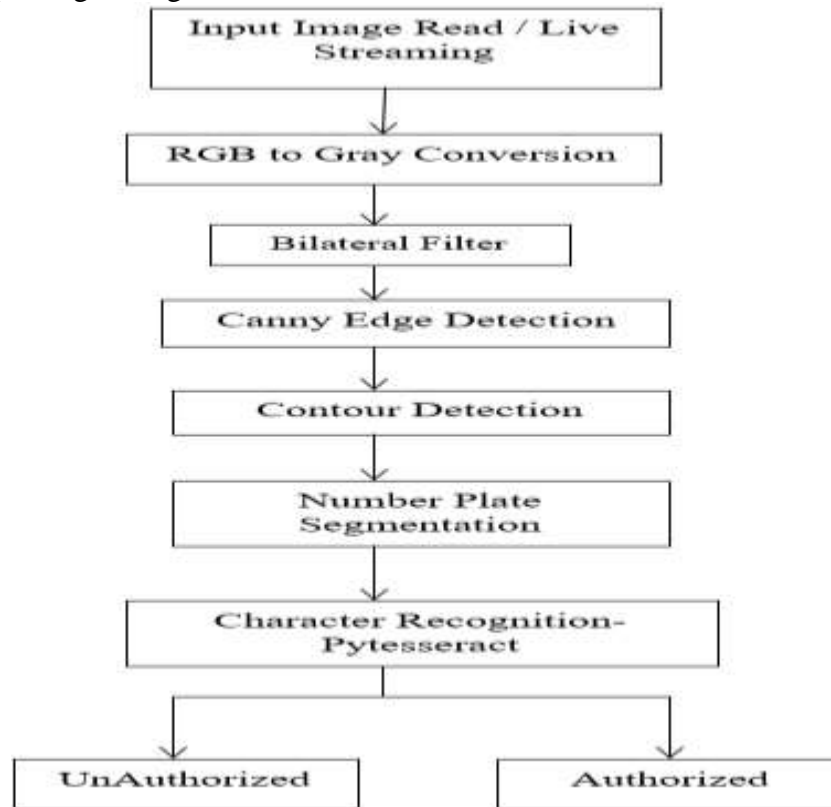 Input Image Read / Live
Streaming
RGB to Gray Conversion
Bilateral Filter
Canny Edge Detection
Contour Detection
Number Plate
Segmentation
Character Recognition-
Pytesseract
UnAuthorized
Authorized